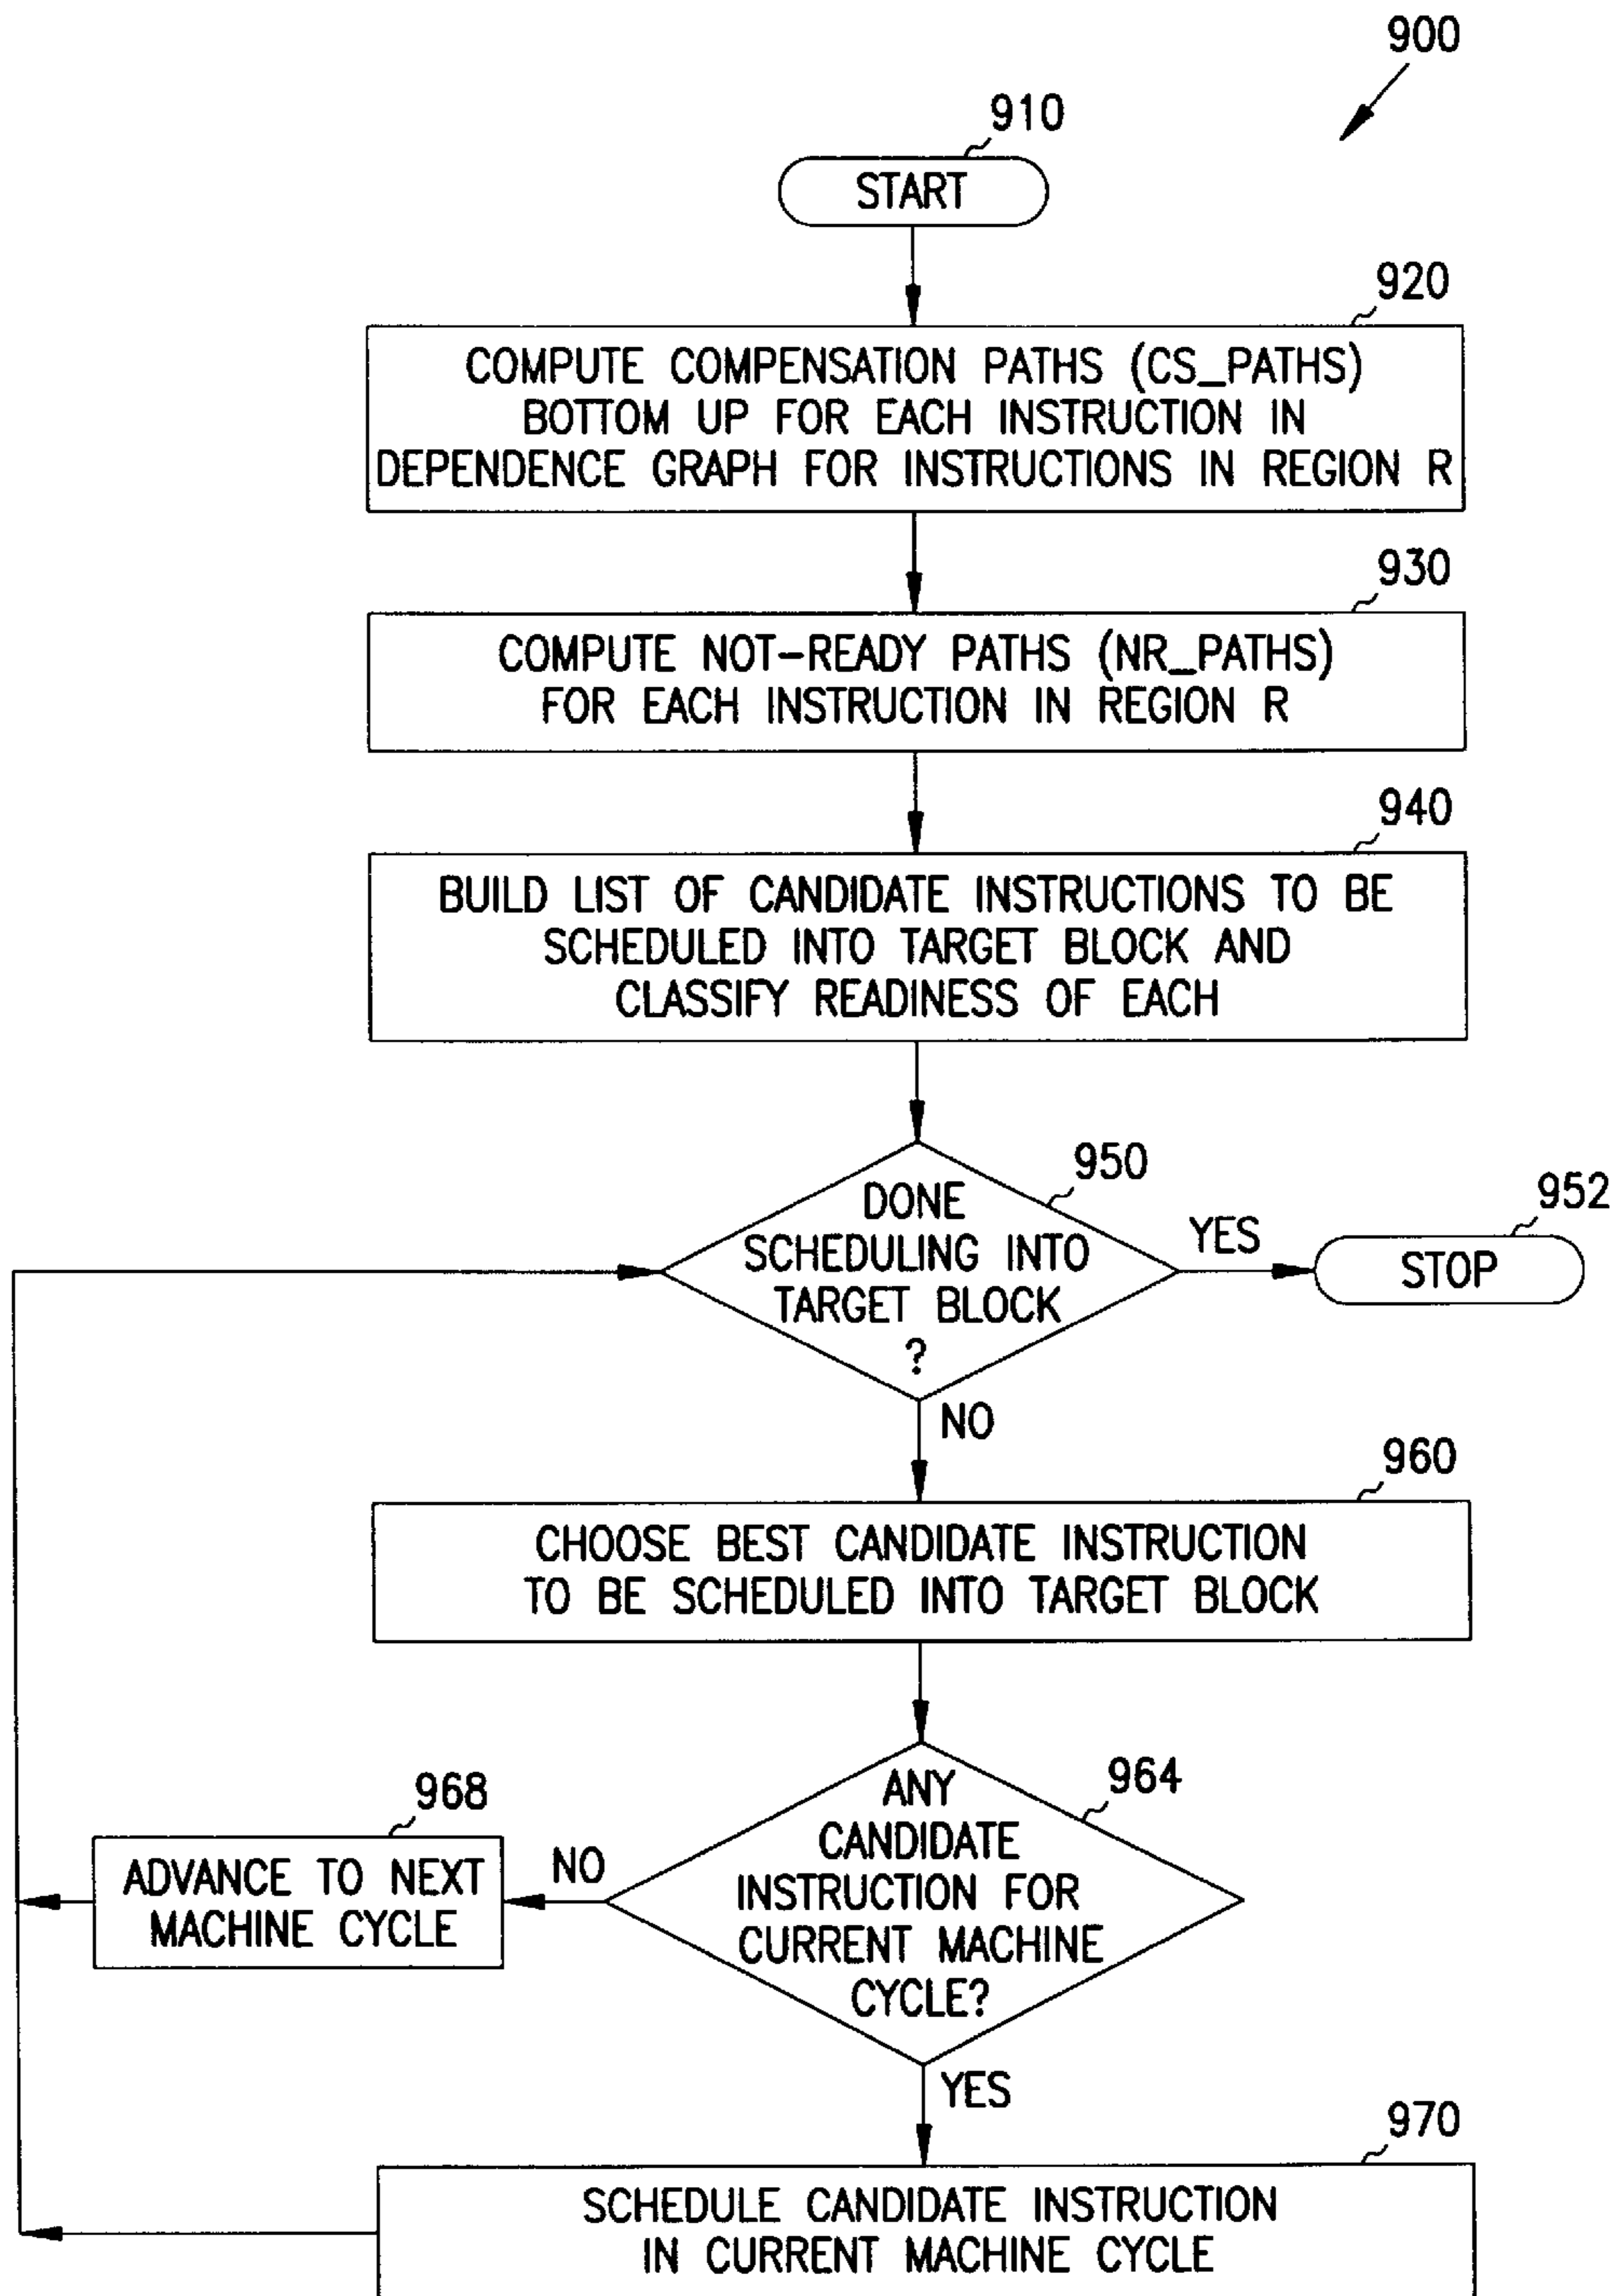 900
910
START
920
COMPUTE COMPENSATION PATHS (CS_PATHS)
BOTTOM UP FOR EACH INSTRUCTION IN
DEPENDENCE GRAPH FOR INSTRUCTIONS IN REGION R
930
COMPUTE NOT-READY PATHS (NR_PATHS)
FOR EACH INSTRUCTION IN REGION R
940
BUILD LIST OF CANDIDATE INSTRUCTIONS TO BE
SCHEDULED INTO TARGET BLOCK AND
CLASSIFY READINESS OF EACH
950
DONE
SCHEDULING INTO
TARGET BLOCK
?
YES
952
STOP
NO
960
CHOOSE BEST CANDIDATE INSTRUCTION
TO BE SCHEDULED INTO TARGET BLOCK
964
ANY
CANDIDATE
INSTRUCTION FOR
CURRENT MACHINE
CYCLE?
NO
968
ADVANCE TO NEXT
MACHINE CYCLE
YES
970
SCHEDULE CANDIDATE INSTRUCTION
IN CURRENT MACHINE CYCLE